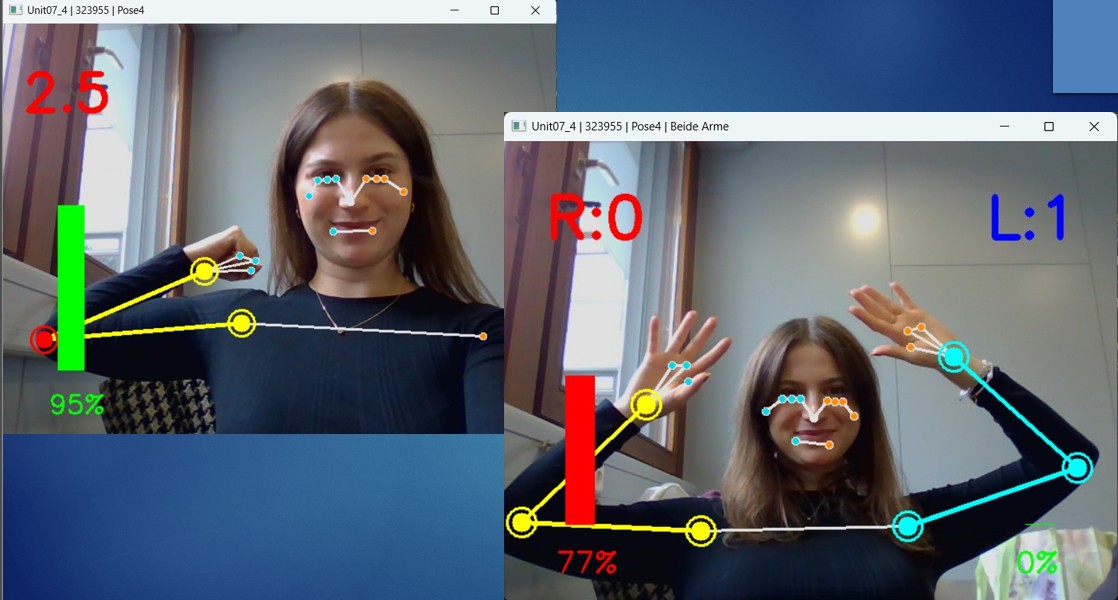 Unit07_4 | 323955 | Pose4
2.5
95%
Unit07_4 | 323955 | Pose4 | Beide Arme
R:0
L:1
77%
0%